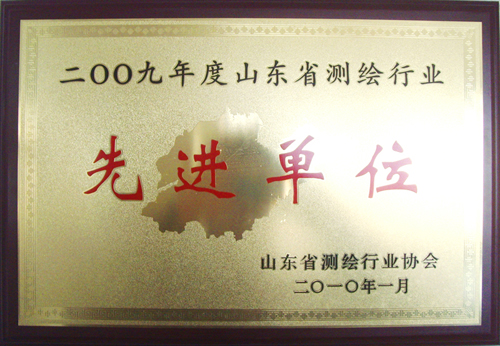 二〇〇九年度山东省测绘行业
先进单位
山东省测绘行业协会
二〇一〇年一月